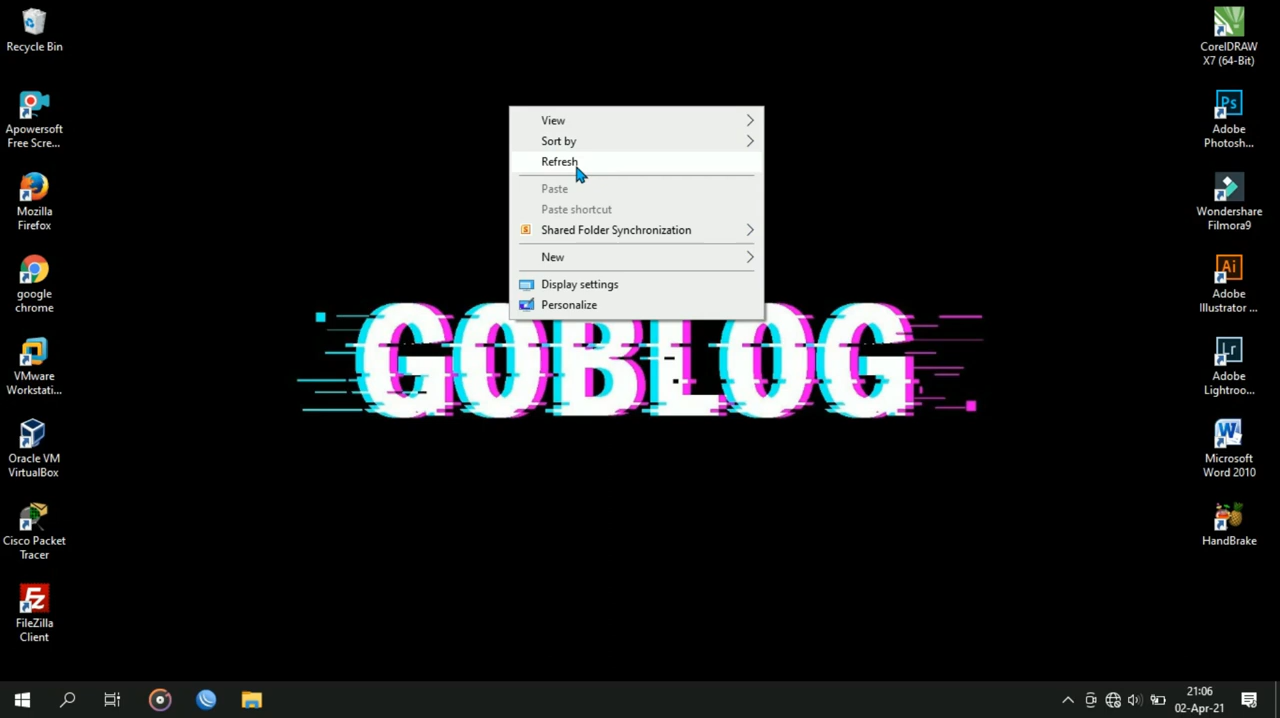 Recycle Bin
Apowersoft
Free Scre...
Mozilla
Firefox
google
chrome
VMware
Workstati...
Oracle VM
VirtualBox
Cisco Packet
Tracer
FileZilla
Client
View
Sort by
Refresh
Paste
Paste shortcut
S
Shared Folder Synchronization
New
Display settings
Personalize
GOBLOG
CorelDRAW
X7 (64-Bit)
Ps
Adobe
Photosh...
Wondershare
Filmora9
Ai
Adobe
Illustrator ...
Lr
Adobe
Lightroo...
W
Microsoft
Word 2010
HandBrake
Fz
21:06
02-Apr-21